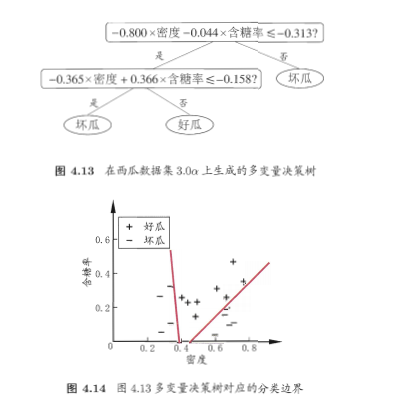 -0.800×密度-0.044×含糖率≤-0.313?
是
否
-0.365×密度+0.366×含糖率≤-0.158?
坏瓜
是
否
坏瓜
好瓜
图 4.13 在西瓜数据集 3.0α 上生成的多变量决策树
+ 好瓜
- 坏瓜
0.6
0.4
0.2
含糖率
0
0.2
0.4
0.6
0.8
密度
图 4.14 图 4.13 多变量决策树对应的分类边界